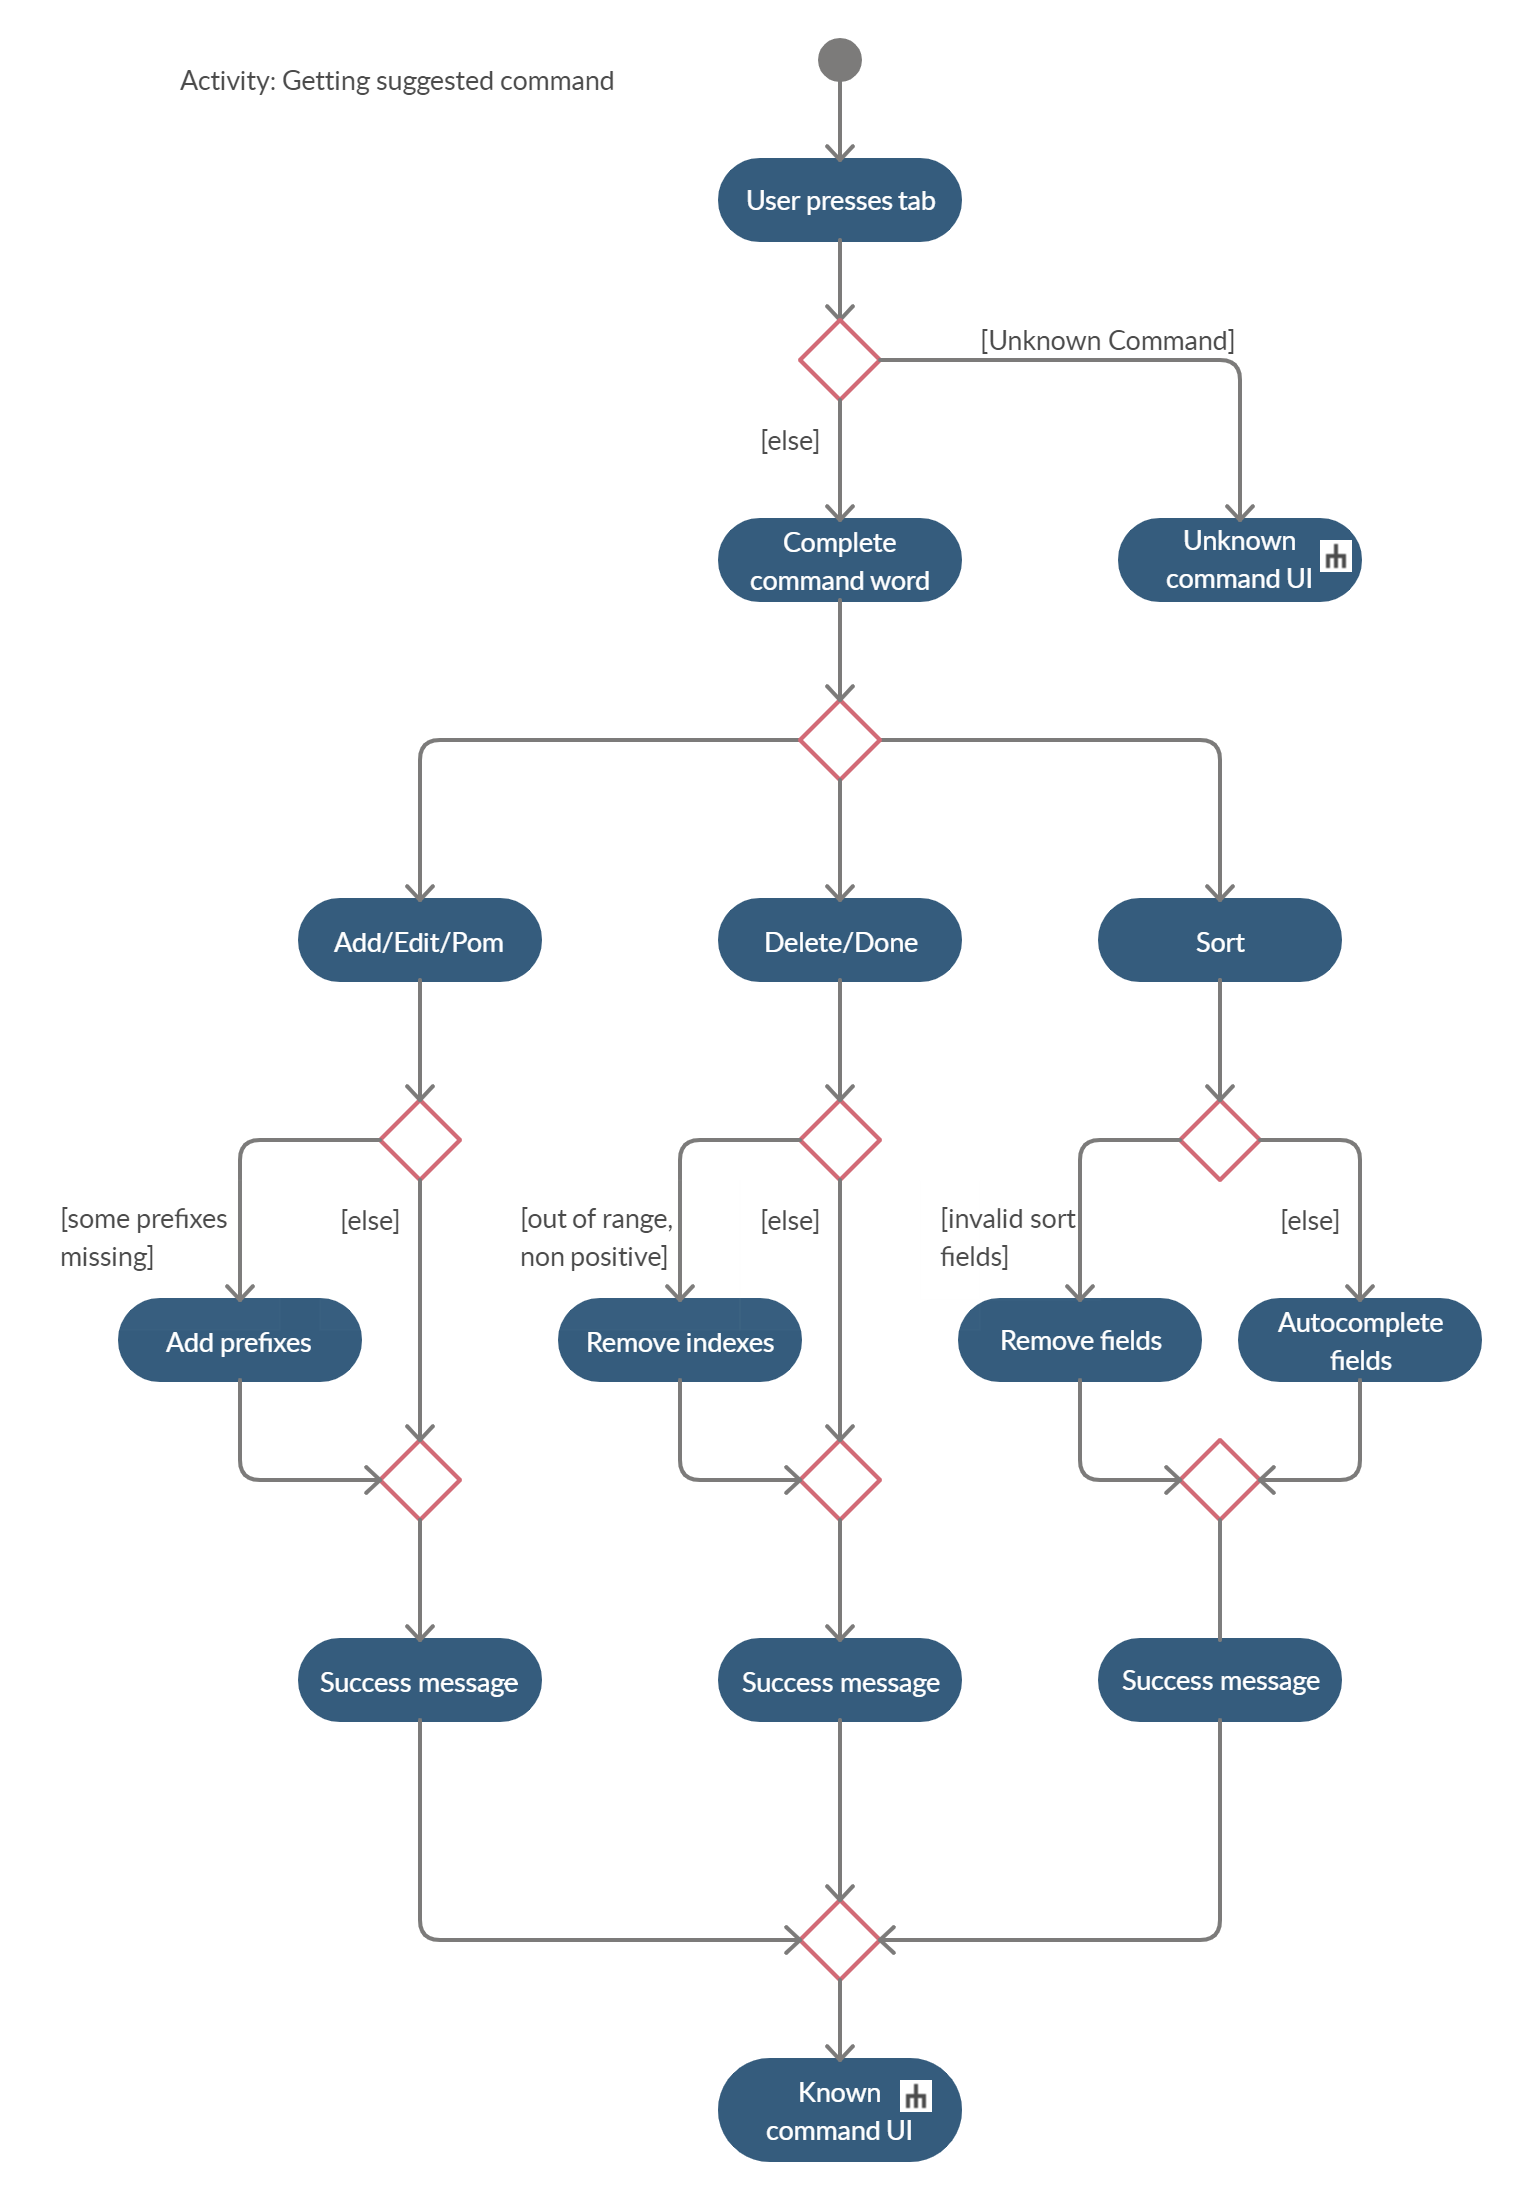 Activity: Getting suggested command
User presses tab
[Unknown Command]
[else]
Complete
command word
Unknown
command UI
Add/Edit/Pom
Delete/Done
Sort
[some prefixes
missing]
[else]
[out of range,
non positive]
[else]
[invalid sort
fields]
[else]
Add prefixes
Remove indexes
Remove fields
Autocomplete
fields
Success message
Success message
Success message
Known
command UI